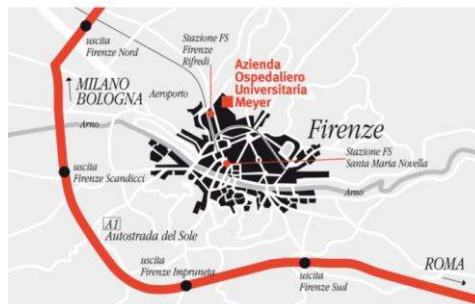 uscita
Firenze Nord
Stazione FS
Firenze
Rifredi
Azienda
Ospedaliero
Universitaria
Meyer
MILANO
BOLOGNA
Aeroporto
Arno
Firenze
Stazione FS
Santa Maria Novella
uscita
Firenze Scandicci
Arno
A1
Autostrada del Sole
uscita
Firenze Impruneta
uscita
Firenze Sud
ROMA